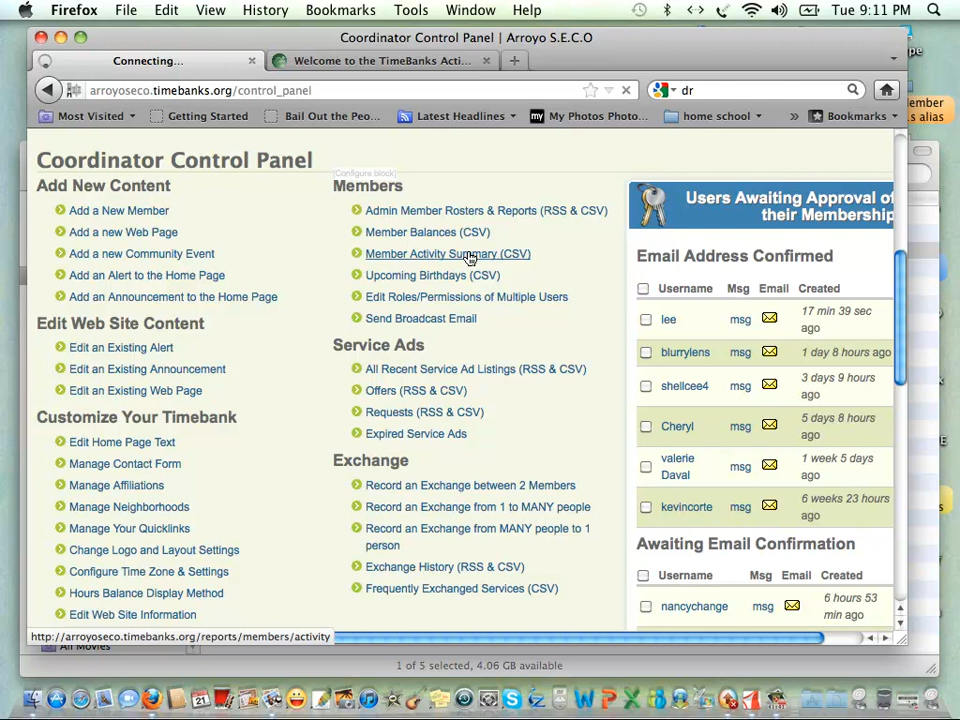 Firefox File Edit View History Bookmarks Tools Window Help Tue 9:11 PM
Coordinator Control Panel | Arroyo S.E.C.O
Connecting... Welcome to the TimeBanks Acti...
arroyoseco.timebanks.org/control_panel dr
Most Visited Getting Started Bail Out the Peo... Latest Headlines my My Photos Photo... home school » Bookmarks
Coordinator Control Panel
[Configure block]
Add New Content
Add a New Member
Add a new Web Page
Add a new Community Event
Add an Alert to the Home Page
Add an Announcement to the Home Page
Edit Web Site Content
Edit an Existing Alert
Edit an Existing Announcement
Edit an Existing Web Page
Customize Your Timebank
Edit Home Page Text
Manage Contact Form
Manage Affiliations
Manage Neighborhoods
Manage Your Quicklinks
Change Logo and Layout Settings
Configure Time Zone & Settings
Hours Balance Display Method
Edit Web Site Information
Members
Admin Member Rosters & Reports (RSS & CSV)
Member Balances (CSV)
Member Activity Summary (CSV)
Upcoming Birthdays (CSV)
Edit Roles/Permissions of Multiple Users
Send Broadcast Email
Service Ads
All Recent Service Ad Listings (RSS & CSV)
Offers (RSS & CSV)
Requests (RSS & CSV)
Expired Service Ads
Exchange
Record an Exchange between 2 Members
Record an Exchange from 1 to MANY people
Record an Exchange from MANY people to 1
person
Exchange History (RSS & CSV)
Frequently Exchanged Services (CSV)
Users Awaiting Approval of
their Membership
Email Address Confirmed
Username Msg Email Created
lee msg 17 min 39 sec
ago
blurrylens msg 1 day 8 hours ago
shellcee4 msg 3 days 9 hours
ago
Cheryl msg 5 days 8 hours
ago
valerie
Daval msg 1 week 5 days
ago
kevincorte msg 6 weeks 23 hours
ago
Awaiting Email Confirmation
Username Msg Email Created
nancychange msg 6 hours 53
min ago
http://arroyoseco.timebanks.org/reports/members/activity
All Movies
1 of 5 selected, 4.06 GB available